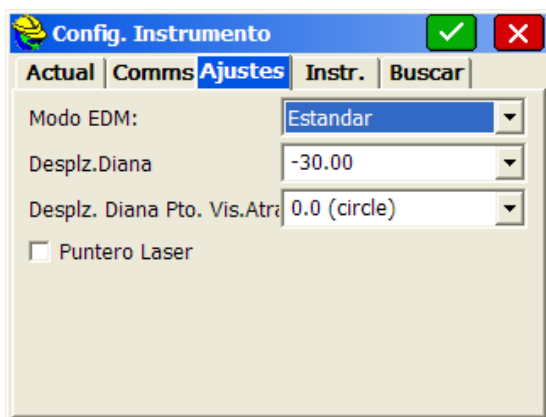 Config. Instrumento
Actual Comms Ajustes Instr. Buscar
Modo EDM: Estandar
Desplz.Diana -30.00
Desplz. Diana Pto. Vis.Atra 0.0 (circle)
Puntero Laser